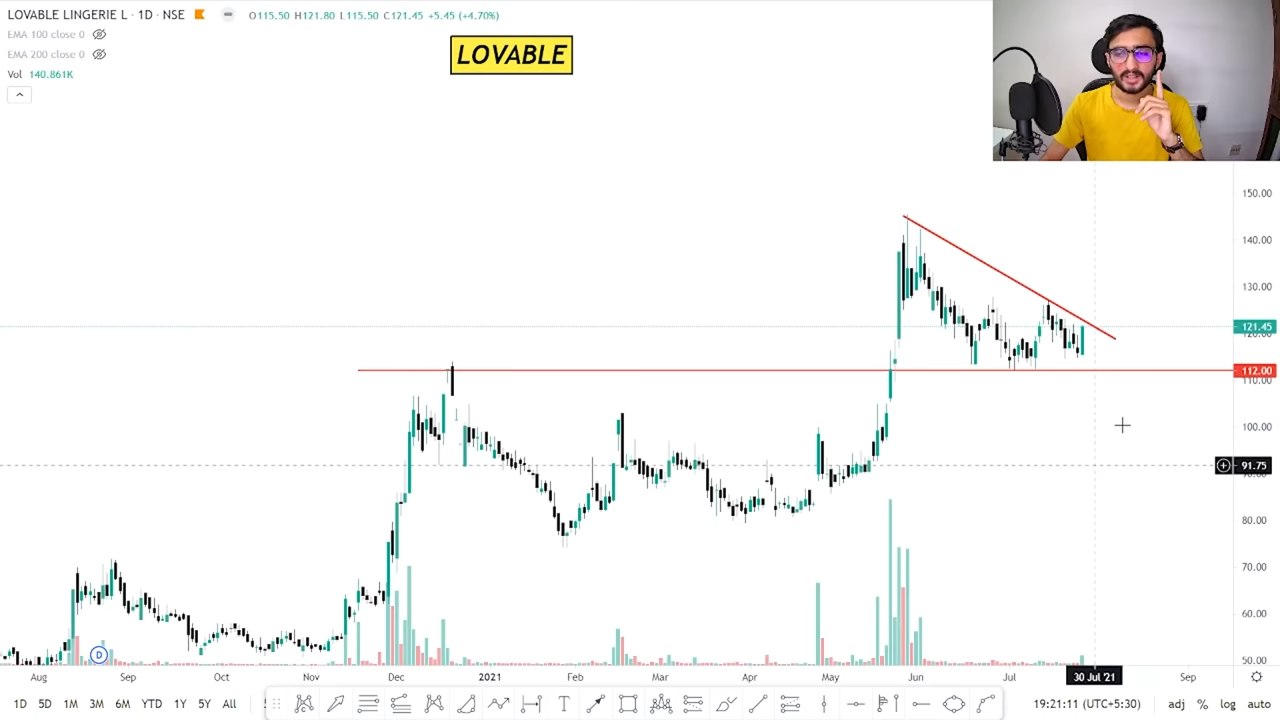 LOVABLE LINGERIE L · 1D · NSE O115.50 H121.80 L115.50 C121.45 +5.45 (+4.70%)
EMA 100 close 0
EMA 200 close 0
Vol 140.861K
LOVABLE
150.00
140.00
130.00
121.45
120.00
112.00
110.00
100.00
91.75
80.00
70.00
60.00
50.00
D
Aug Sep Oct Nov Dec 2021 Feb Mar Apr May Jun Jul 30 Jul '21 Sep
1D 5D 1M 3M 6M YTD 1Y 5Y All T 19:21:11 (UTC+5:30) adj % log auto